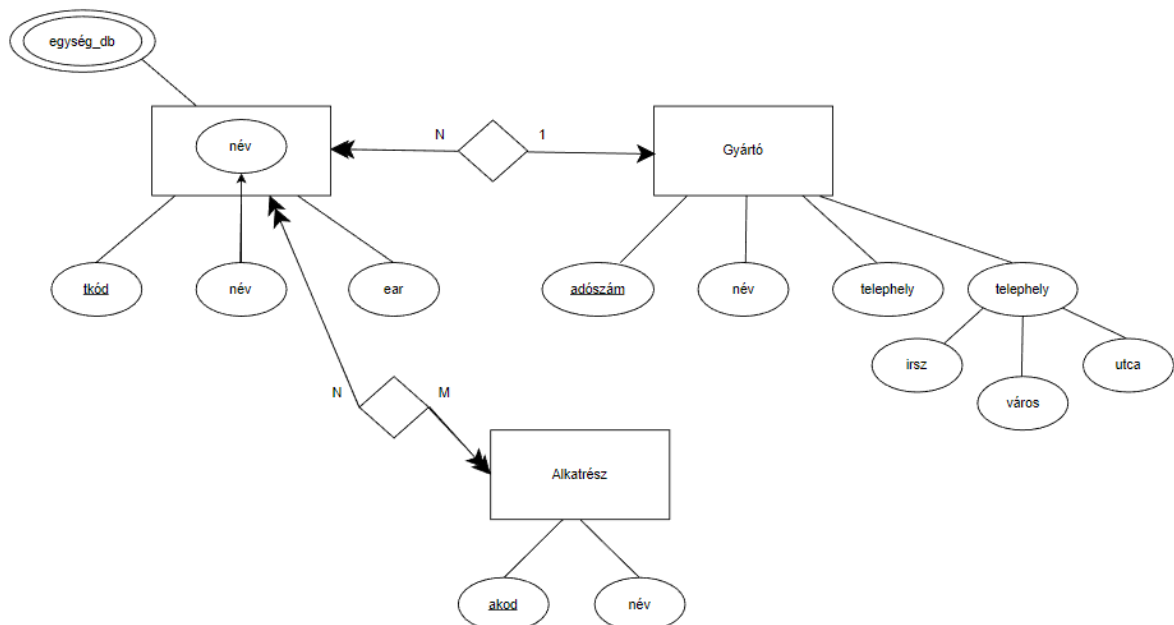 egység_db
név
N
1
Gyártó
tkód
név
ear
adószám
név
telephely
telephely
irsz
város
utca
N
M
Alkatrész
akod
név